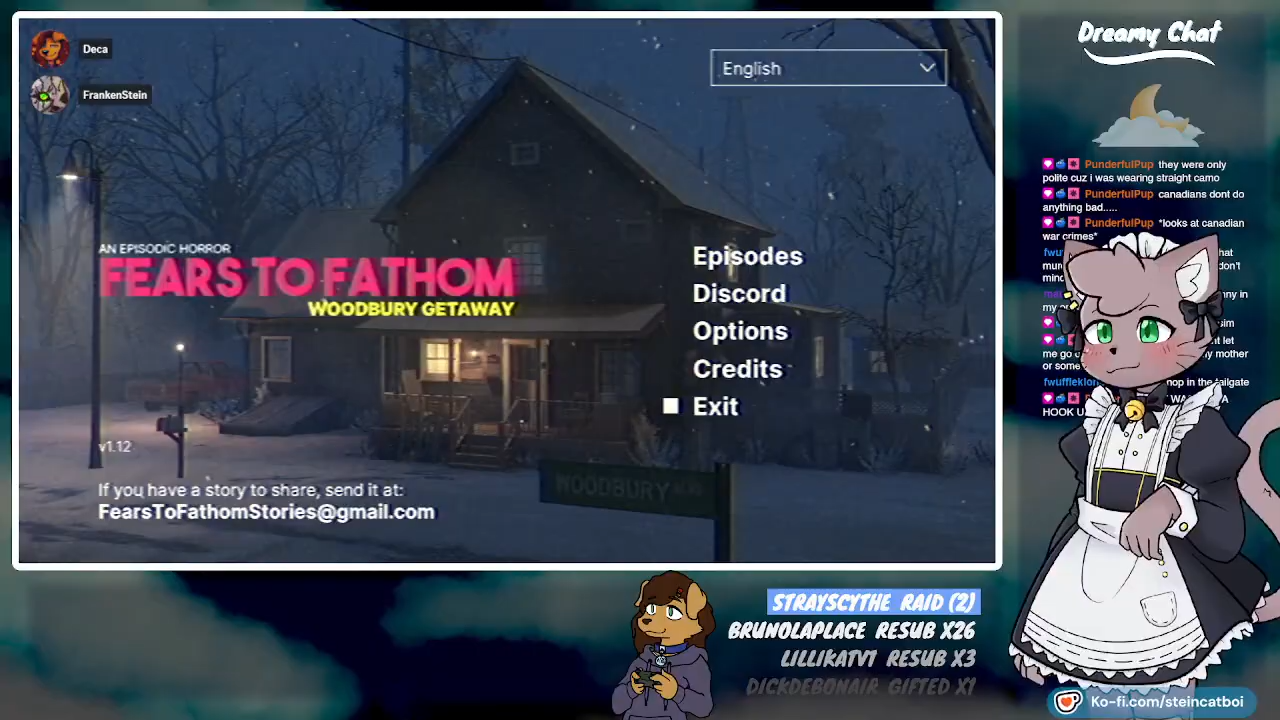 Deca
FrankenStein
English
AN EPISODIC HORROR
FEARS TO FATHOM
WOODBURY GETAWAY
Episodes
Discord
Options
Credits
Exit
v1.12
If you have a story to share, send it at:
FearsToFathomStories@gmail.com
WOODBURY
Dreamy Chat
PunderfulPup they were only
polite cuz i was wearing straight camo
PunderfulPup canadians dont do
anything bad.....
PunderfulPup *looks at canadian
war crimes*
STRAYSCYTHE RAID (2)
BRUNOLAPLACE RESUB X26
LILLIKATV1 RESUB X3
DICKDEBONAIR GIFTED X1
Ko-fi.com/steincatboi